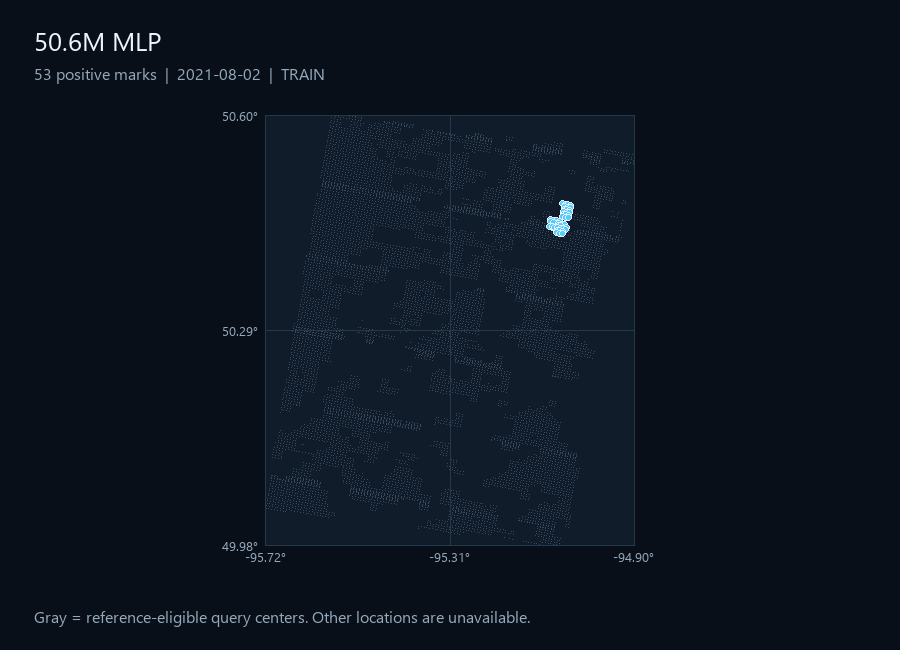 50.6M MLP
53 positive marks | 2021-08-02 | TRAIN
50.60°
50.29°
49.98°
-95.72°
-95.31°
-94.90°
Gray = reference-eligible query centers. Other locations are unavailable.